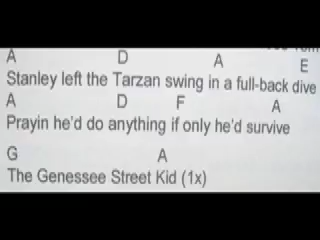 A D A E
Stanley left the Tarzan swing in a full-back dive
A D F A
Prayin he'd do anything if only he'd survive
G A
The Genessee Street Kid (1x)